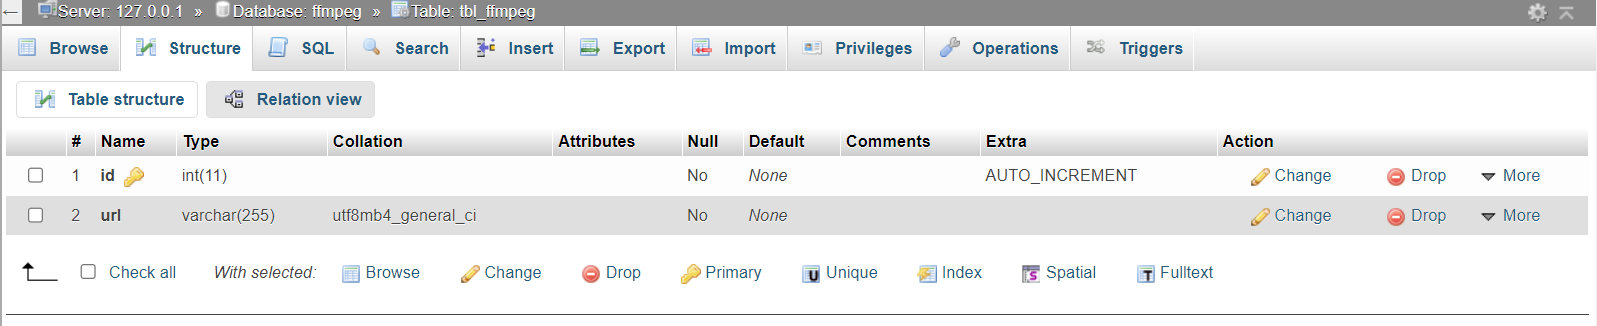 Server: 127.0.0.1 » Database: ffmpeg » Table: tbl_ffmpeg
Browse Structure SQL Search Insert Export Import Privileges Operations Triggers
Table structure Relation view
# Name Type Collation Attributes Null Default Comments Extra Action
1 id int(11) No None AUTO_INCREMENT Change Drop More
2 url varchar(255) utf8mb4_general_ci No None Change Drop More
Check all With selected: Browse Change Drop Primary Unique Index Spatial Fulltext